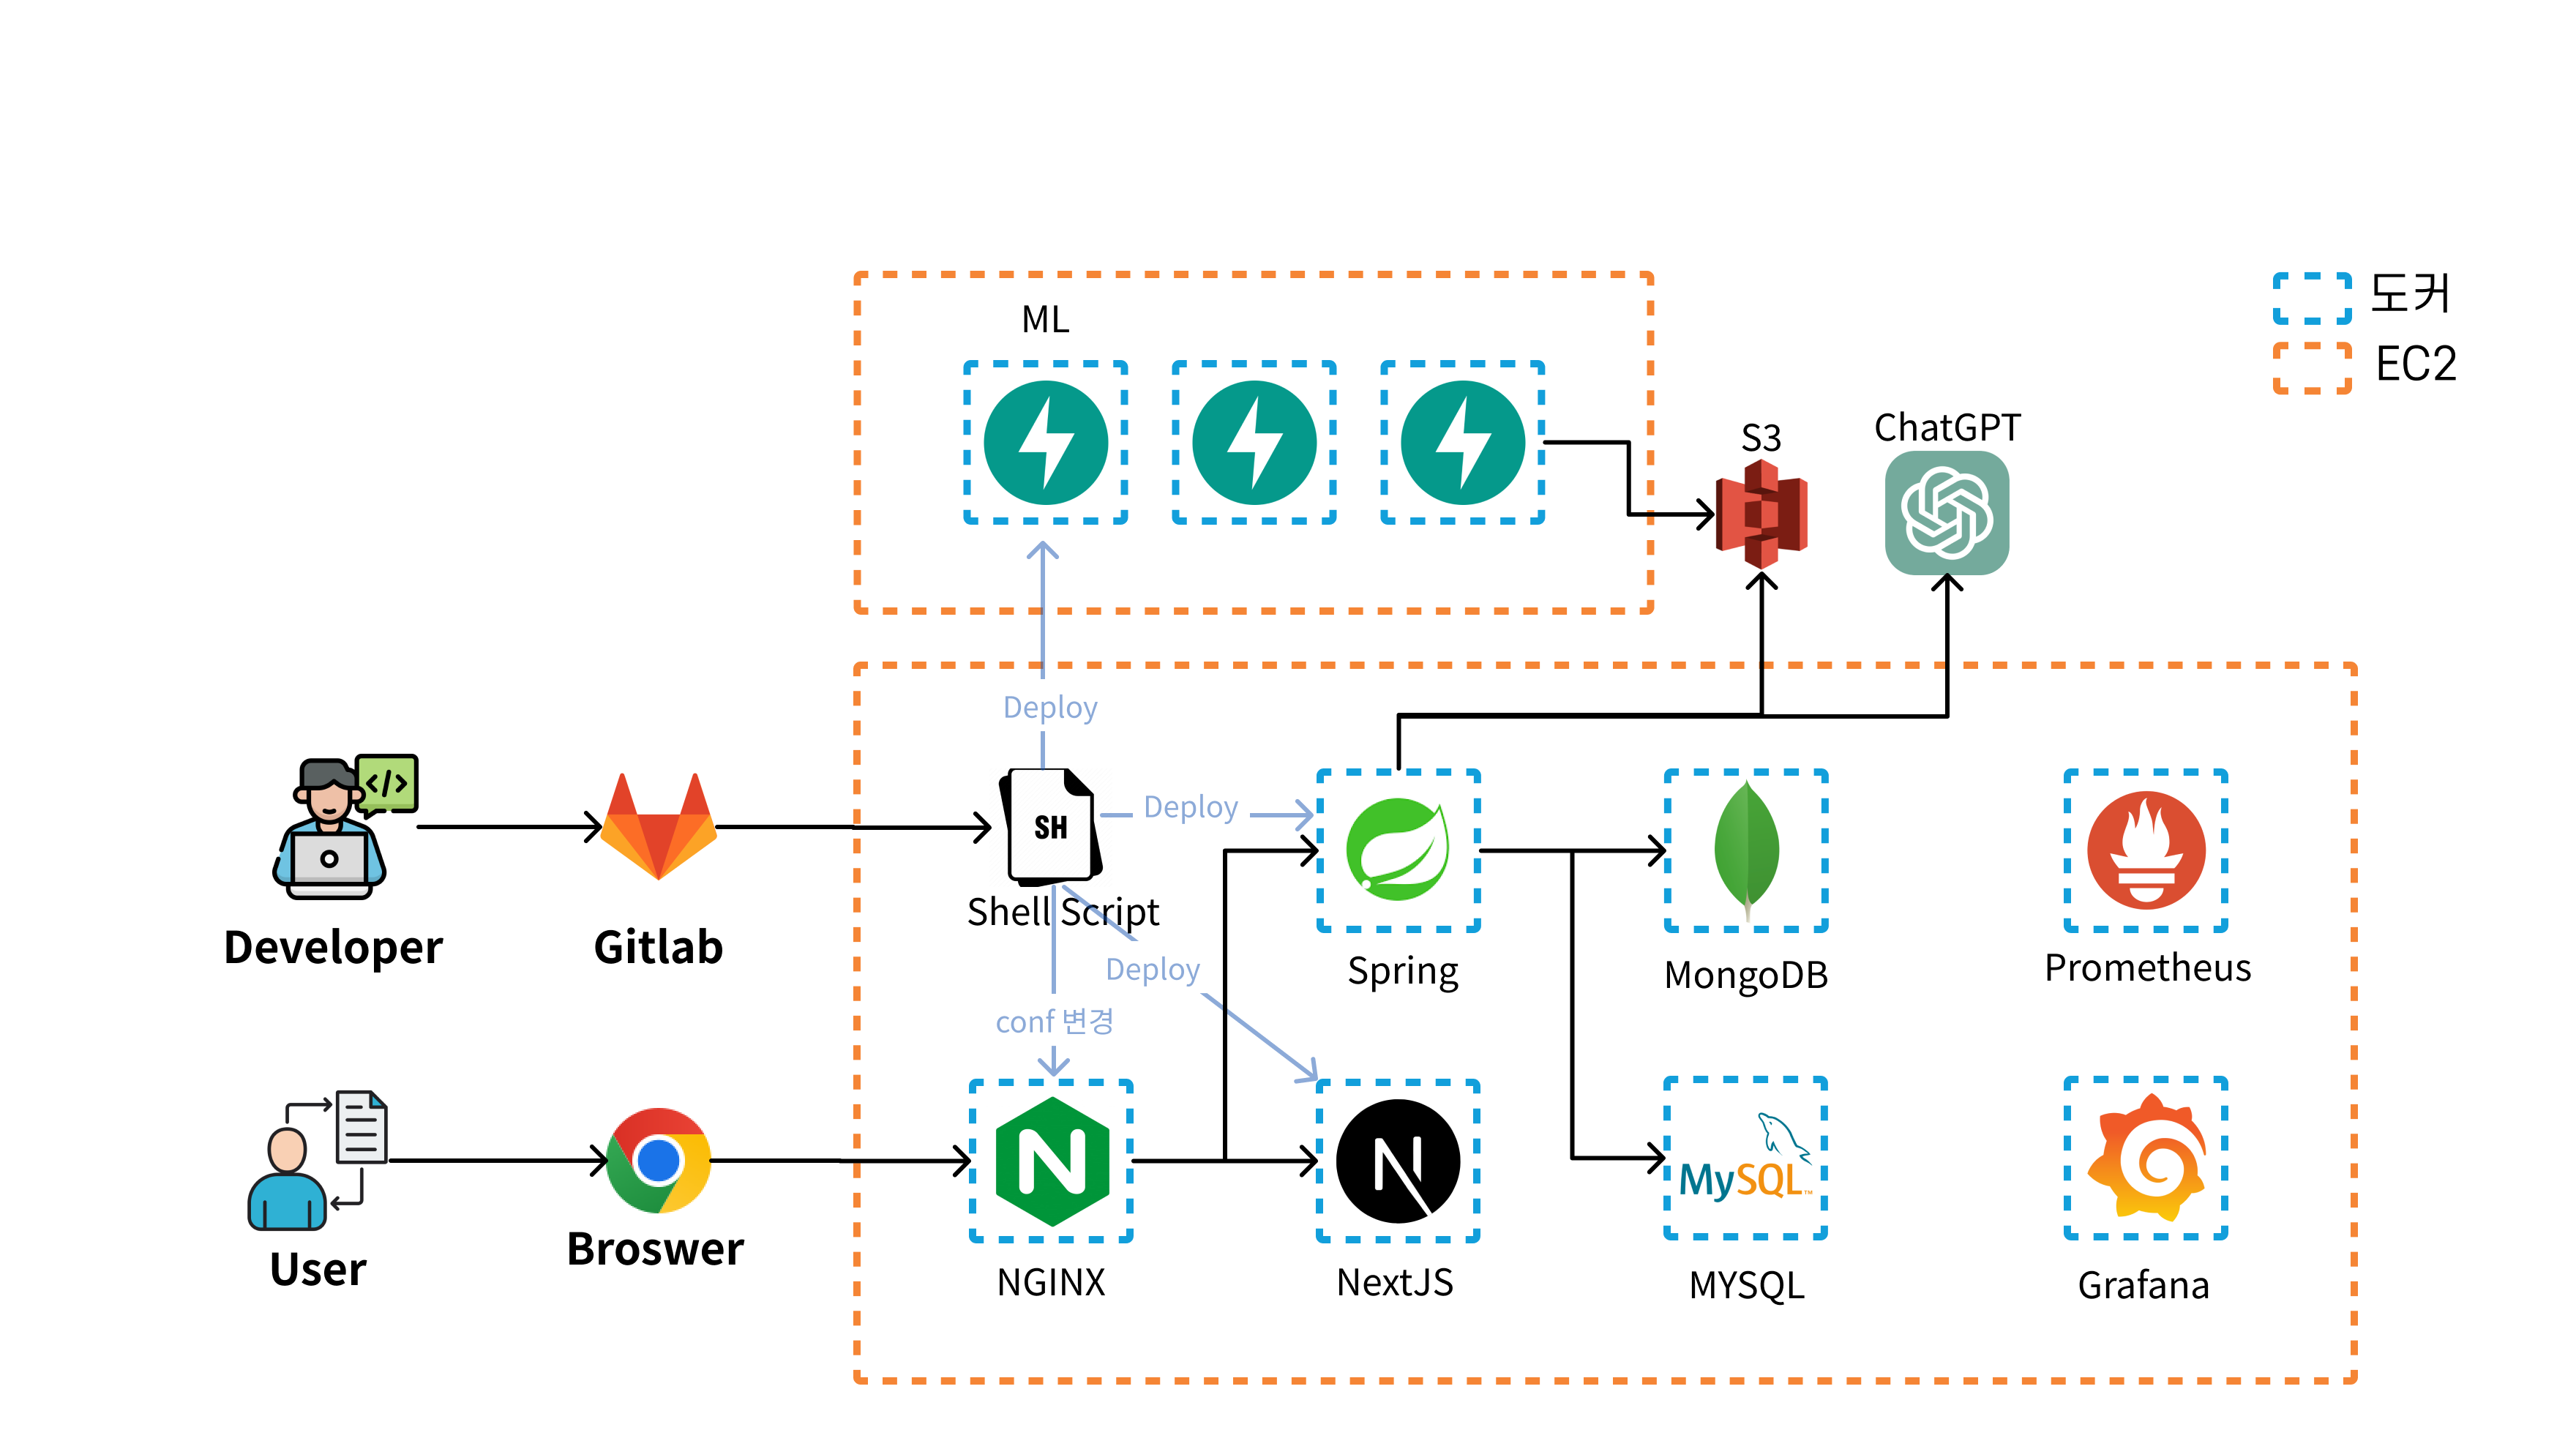 도커
EC2
ML
S3
ChatGPT
Deploy
SH
Shell Script
Deploy
Deploy
conf 변경
Developer
Gitlab
Spring
MongoDB
Prometheus
User
Broswer
NGINX
NextJS
MySQL™
MYSQL
Grafana